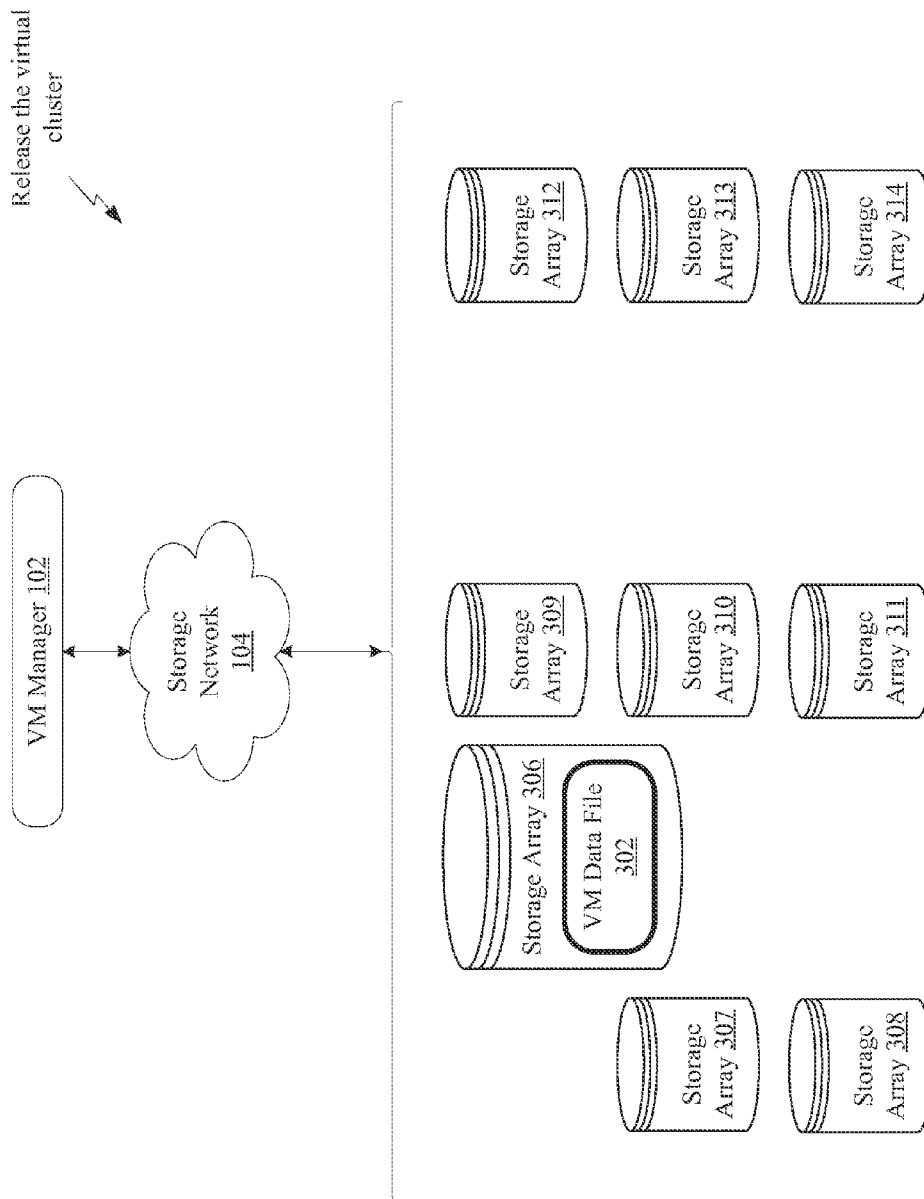 Release the virtual
cluster
VM Manager 102
Storage
Network
104
Storage Array 306
VM Data File
302
Storage
Array 309
Storage
Array 312
Storage
Array 307
Storage
Array 310
Storage
Array 313
Storage
Array 308
Storage
Array 311
Storage
Array 314